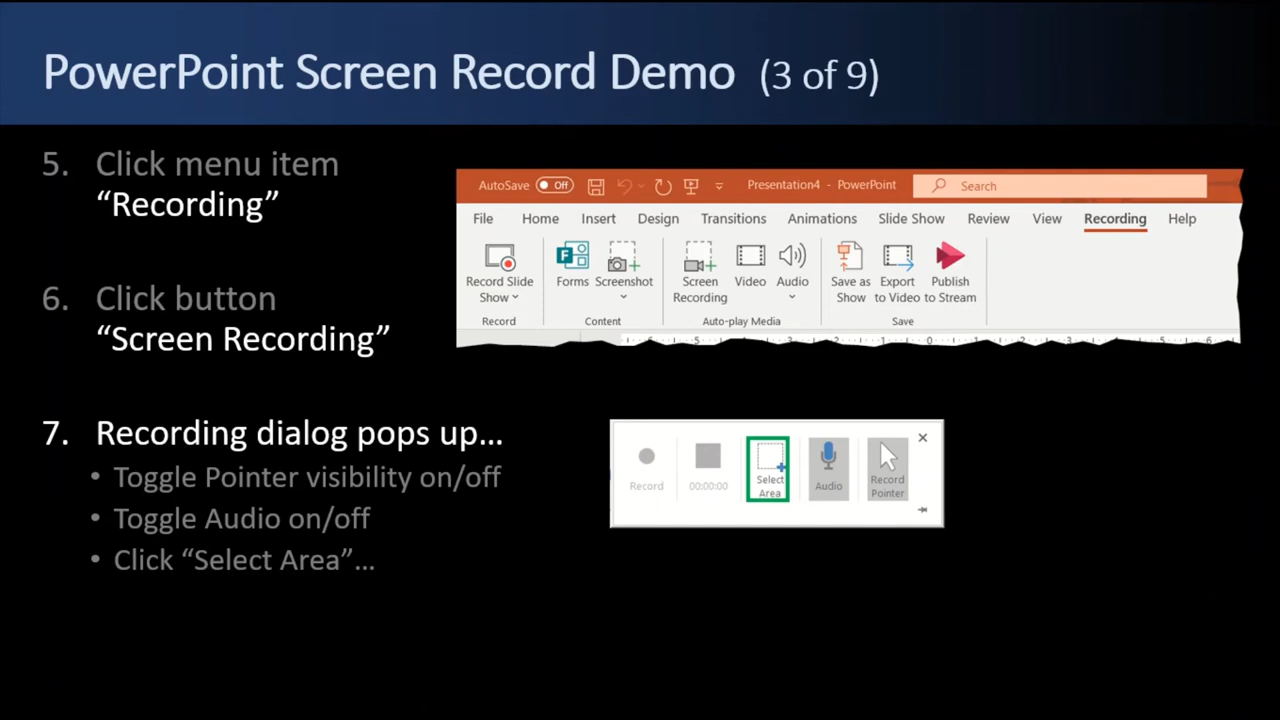 PowerPoint Screen Record Demo (3 of 9)
5. Click menu item
“Recording”
6. Click button
“Screen Recording”
7. Recording dialog pops up…
• Toggle Pointer visibility on/off
• Toggle Audio on/off
• Click “Select Area”…
AutoSave Off Presentation4 - PowerPoint Search
File Home Insert Design Transitions Animations Slide Show Review View Recording Help
Record Slide Forms Screenshot Screen Video Audio Save as Export Publish
Show Recording Show to Video to Stream
Record Content Auto-play Media Save
Record 00:00:00 Select Audio Record
Area Pointer